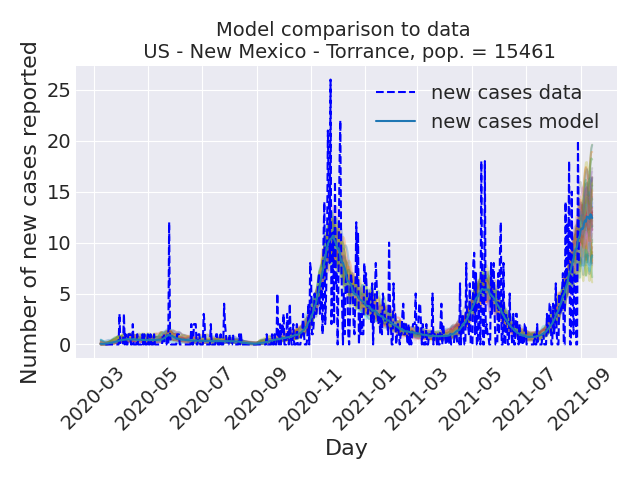 Model comparison to data
US - New Mexico - Torrance, pop. = 15461
Number of new cases reported
25
20
15
10
5
0
new cases data
new cases model
2020-03
2020-05
2020-07
2020-09
2020-11
2021-01
2021-03
2021-05
2021-07
2021-09
Day